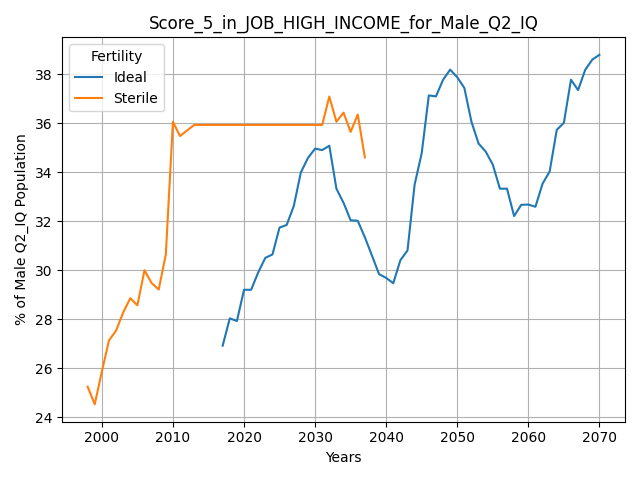 Score_5_in_JOB_HIGH_INCOME_for_Male_Q2_IQ
Fertility
Ideal
Sterile
% of Male Q2_IQ Population
38
36
34
32
30
28
26
24
2000 2010 2020 2030 2040 2050 2060 2070
Years